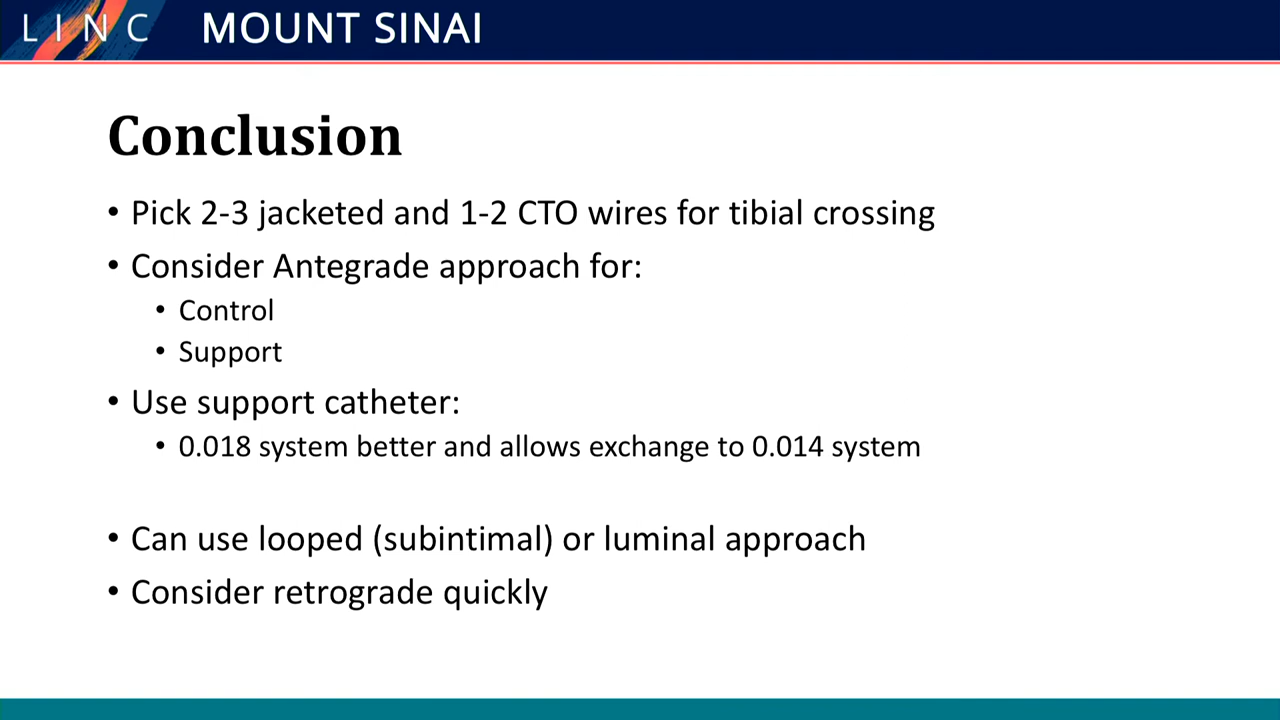 LINC MOUNT SINAI
Conclusion
• Pick 2-3 jacketed and 1-2 CTO wires for tibial crossing
• Consider Antegrade approach for:
• Control
• Support
• Use support catheter:
• 0.018 system better and allows exchange to 0.014 system
• Can use looped (subintimal) or luminal approach
• Consider retrograde quickly